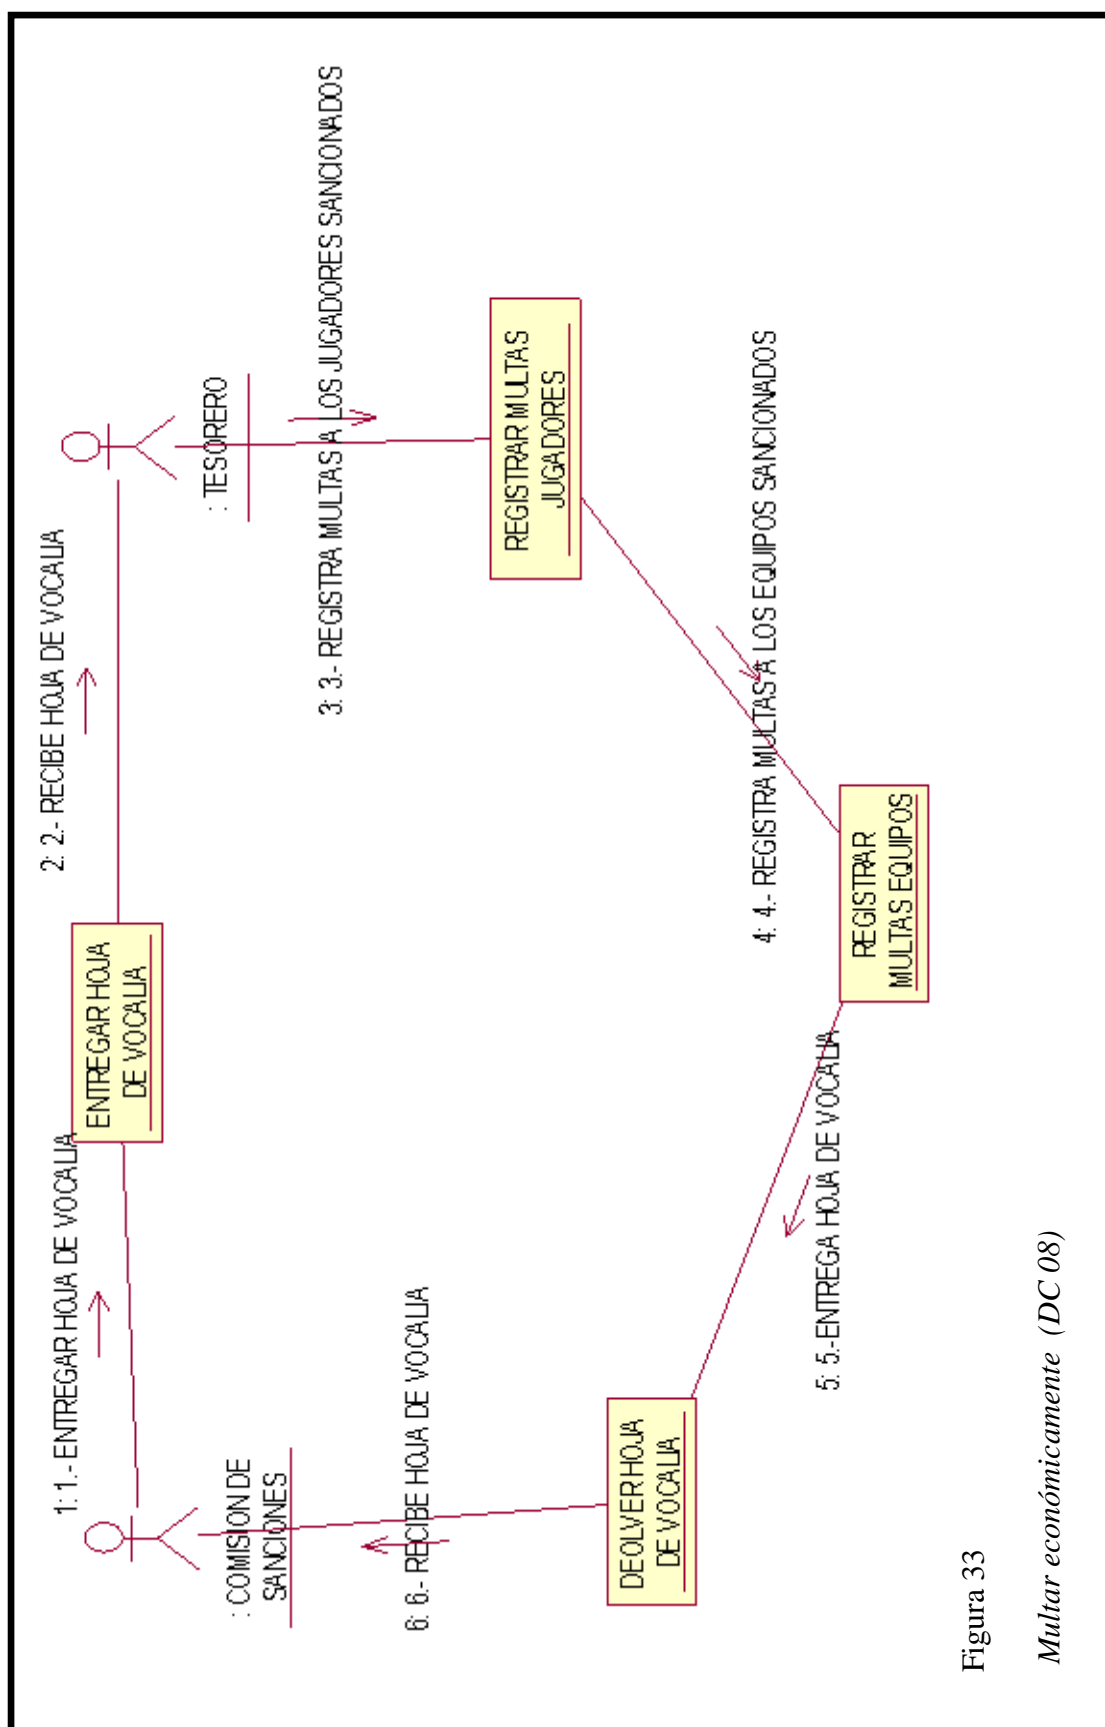 1: 1.- ENTREGAR HOJA DE VOCALIA
2: 2.- RECIBE HOJA DE VOCALIA
ENTREGAR HOJA
DE VOCALIA
: COMISION DE
SANCIONES
: TESORERO
3: 3.- REGISTRA MULTAS A LOS JUGADORES SANCIONADOS
6: 6.- RECIBE HOJA DE VOCALIA
REGISTRAR MULTAS
JUGADORES
DEOLVER HOJA
DE VOCALIA
4: 4.- REGISTRA MULTAS A LOS EQUIPOS SANCIONADOS
5: 5.-ENTREGA HOJA DE VOCALIA
REGISTRAR
MULTAS EQUIPOS
Figura 33
Multar económicamente (DC 08)